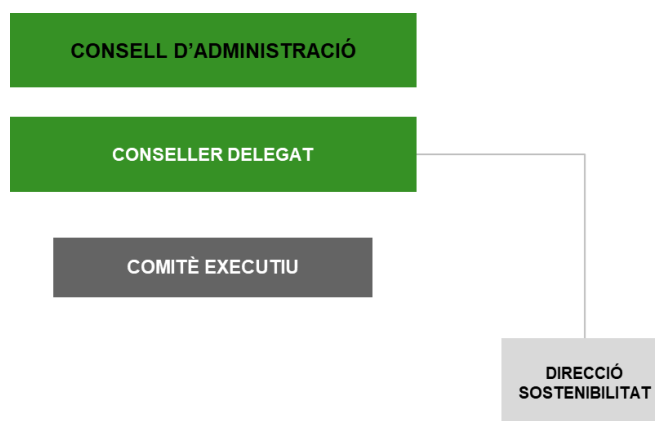 CONSELL D’ADMINISTRACIÓ
CONSELLER DELEGAT
COMITÈ EXECUTIU
DIRECCIÓ
SOSTENIBILITAT